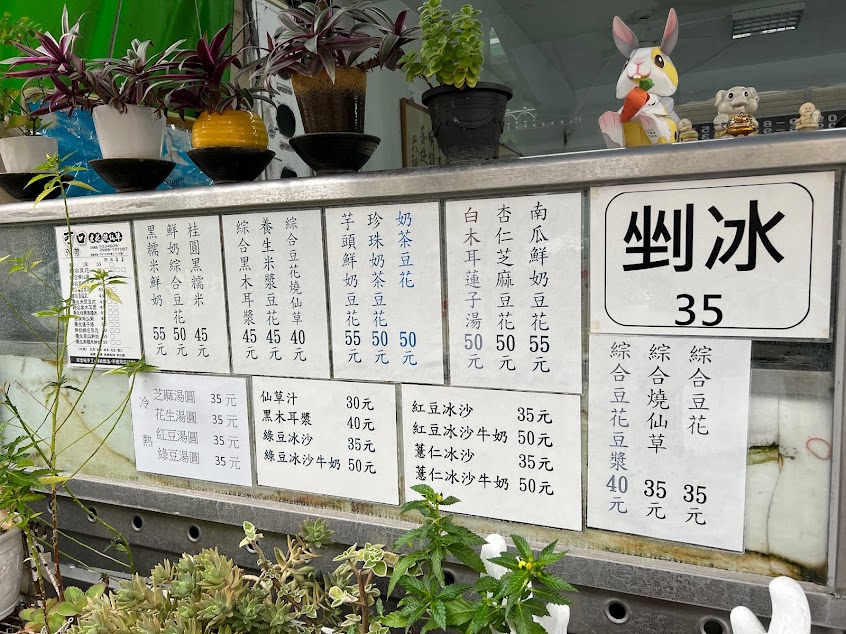 可口
桂圓黑糯米 45元
鮮奶綜合豆花 50元
黑糯米鮮奶 55元
綜合豆花燒仙草 40元
養生米漿豆花 45元
綜合黑木耳漿 45元
奶茶豆花 50元
珍珠奶茶豆花 50元
芋頭鮮奶豆花 55元
南瓜鮮奶豆花 55元
杏仁芝麻豆花 50元
白木耳蓮子湯 50元
剉冰
35
冷 熱
芝麻湯圓 35元
花生湯圓 35元
紅豆湯圓 35元
綠豆湯圓 35元
仙草汁 30元
黑木耳漿 40元
綠豆冰沙 35元
綠豆冰沙牛奶 50元
紅豆冰沙 35元
紅豆冰沙牛奶 50元
薏仁冰沙 35元
薏仁冰沙牛奶 50元
綜合豆花 35元
綜合燒仙草 35元
綜合豆花豆漿 40元